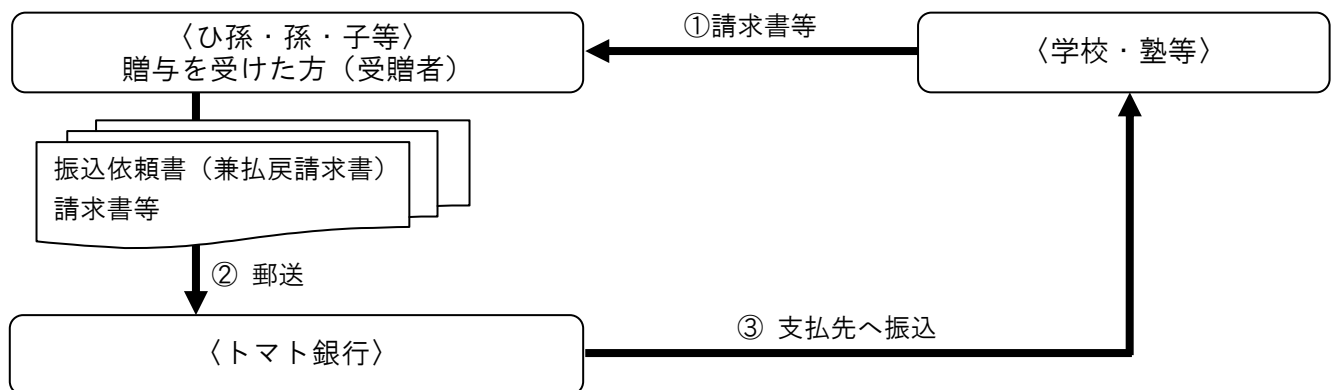 〈ひ孫・孫・子等〉
贈与を受けた方（受贈者）
①請求書等
〈学校・塾等〉
振込依頼書（兼払戻請求書）
請求書等
② 郵送
③ 支払先へ振込
〈トマト銀行〉